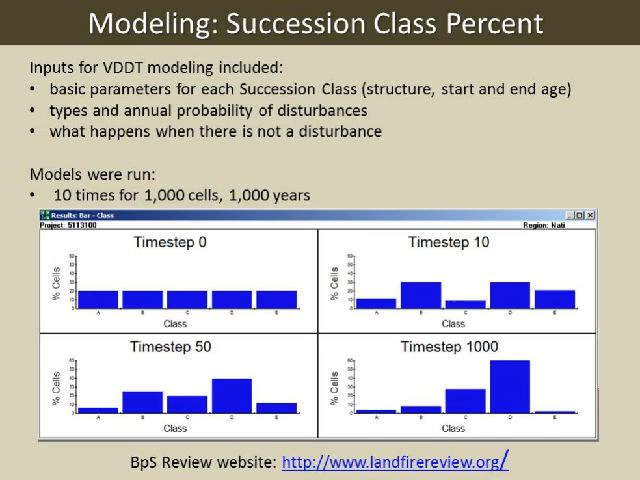 Modeling: Succession Class Percent
Inputs for VDDT modeling included:
• basic parameters for each Succession Class (structure, start and end age)
• types and annual probability of disturbances
• what happens when there is not a disturbance
Models were run:
• 10 times for 1,000 cells, 1,000 years
Results: Bar - Class
Project: 5113100 Region: Nati
Timestep 0
% Cells
A B C D E
Class
Timestep 10
% Cells
A B C D E
Class
Timestep 50
% Cells
A B C D E
Class
Timestep 1000
% Cells
A B C D E
Class
BpS Review website: http://www.landfirereview.org/